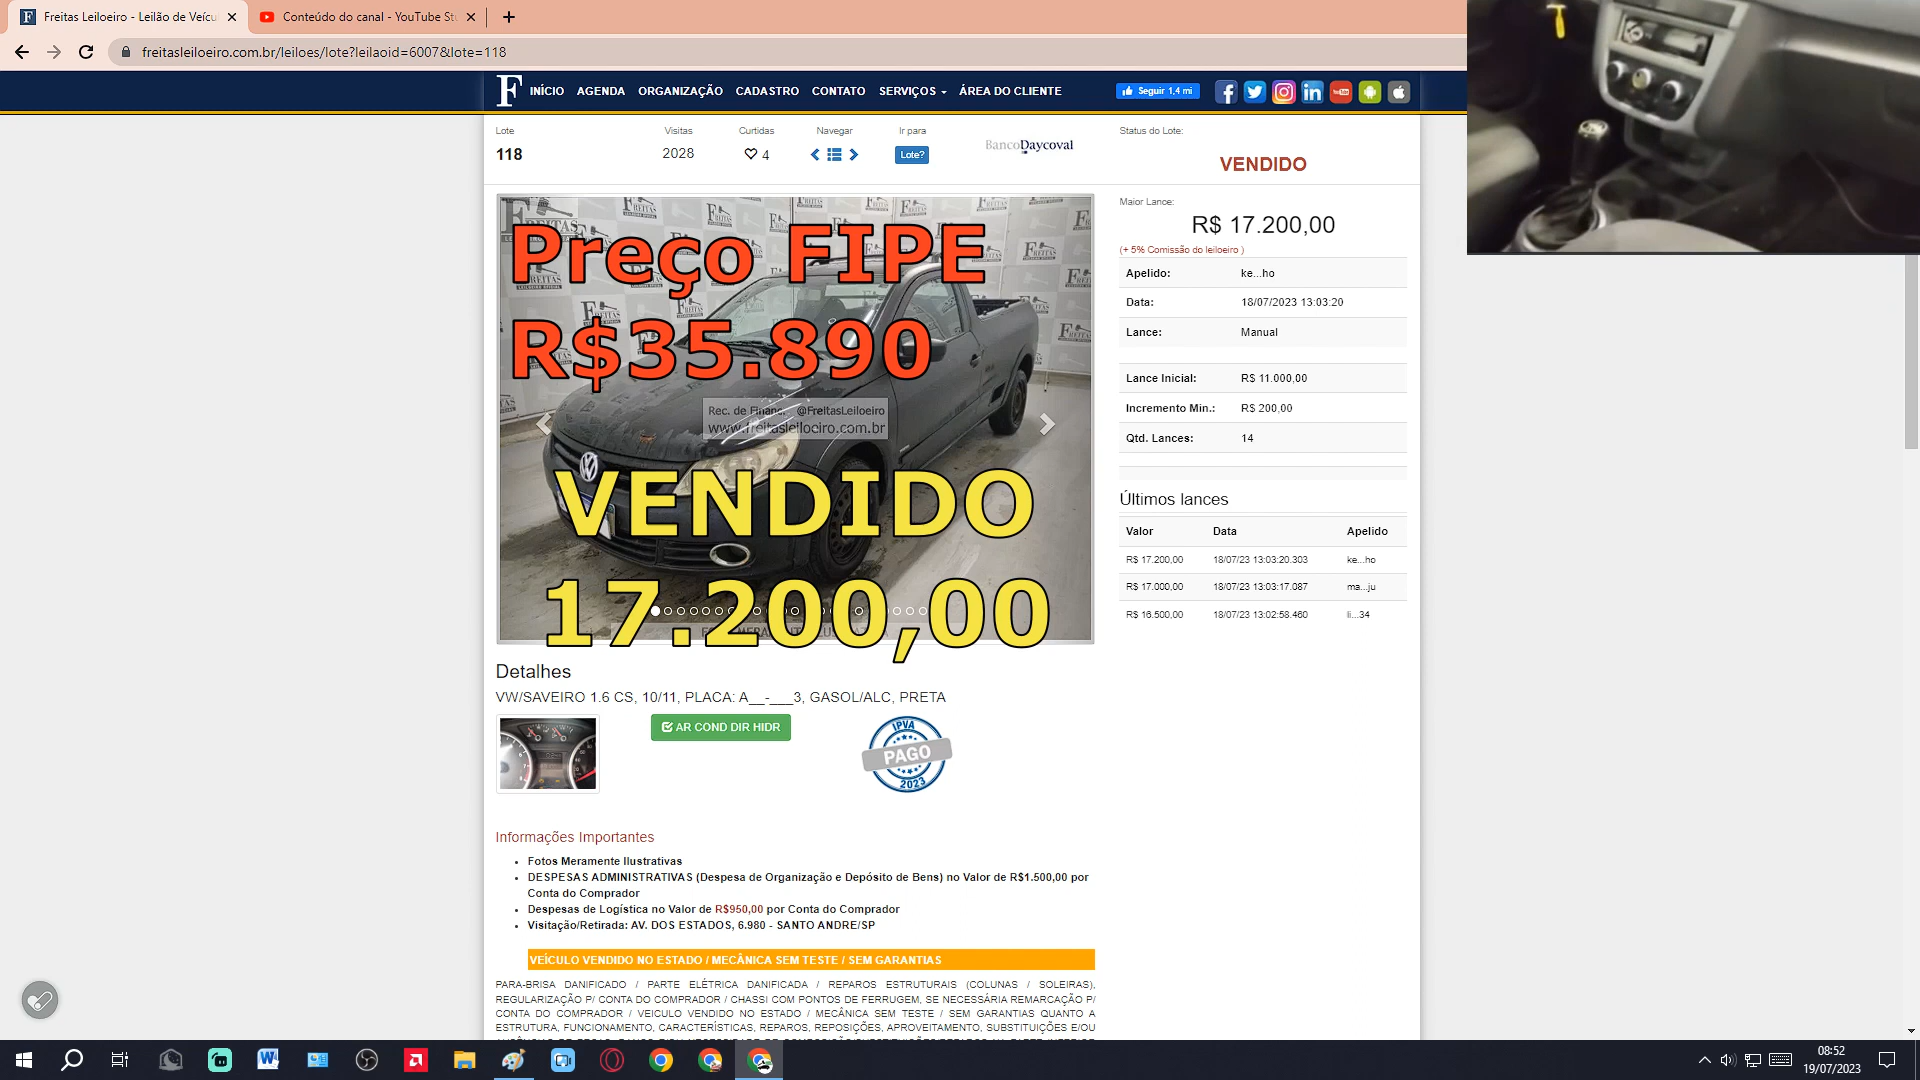 Freitas Leiloeiro - Leilão de Veícu
Conteúdo do canal - YouTube Stu
freitasleiloeiro.com.br/leiloes/lote?leilaoid=6007&lote=118
F INÍCIO AGENDA ORGANIZAÇÃO CADASTRO CONTATO SERVIÇOS ÁREA DO CLIENTE Seguir 1,4 mi
Lote Visitas Curtidas Navegar Ir para BancoDaycoval Status do Lote:
118 2028 4 Lote? VENDIDO
Preço FIPE
R$35.890
Rec. de Financ. @FreitasLeiloeiro
www.freitasleiloeiro.com.br
VENDIDO
17.200,00
Maior Lance:
R$ 17.200,00
(+ 5% Comissão do leiloeiro )
Apelido: ke...ho
Data: 18/07/2023 13:03:20
Lance: Manual
Lance Inicial: R$ 11.000,00
Incremento Min.: R$ 200,00
Qtd. Lances: 14
Últimos lances
Valor Data Apelido
R$ 17.200,00 18/07/23 13:03:20.303 ke...ho
R$ 17.000,00 18/07/23 13:03:17.087 ma...ju
R$ 16.500,00 18/07/23 13:02:58.460 li...34
Detalhes
VW/SAVEIRO 1.6 CS, 10/11, PLACA: A__-___3, GASOL/ALC, PRETA
AR COND DIR HIDR
IPVA
PAGO
2023
Informações Importantes
Fotos Meramente Ilustrativas
DESPESAS ADMINISTRATIVAS (Despesa de Organização e Depósito de Bens) no Valor de R$1.500,00 por
Conta do Comprador
Despesas de Logística no Valor de R$950,00 por Conta do Comprador
Visitação/Retirada: AV. DOS ESTADOS, 6.980 - SANTO ANDRE/SP
VEÍCULO VENDIDO NO ESTADO / MECÂNICA SEM TESTE / SEM GARANTIAS
PARA-BRISA DANIFICADO / PARTE ELÉTRICA DANIFICADA / REPAROS ESTRUTURAIS (COLUNAS / SOLEIRAS),
REGULARIZAÇÃO P/ CONTA DO COMPRADOR / CHASSI COM PONTOS DE FERRUGEM, SE NECESSÁRIA REMARCAÇÃO P/
CONTA DO COMPRADOR / VEICULO VENDIDO NO ESTADO / MECÂNICA SEM TESTE / SEM GARANTIAS QUANTO A
ESTRUTURA, FUNCIONAMENTO, CARACTERÍSTICAS, REPAROS, REPOSIÇÕES, APROVEITAMENTO, SUBSTITUIÇÕES E/OU
08:52
19/07/2023